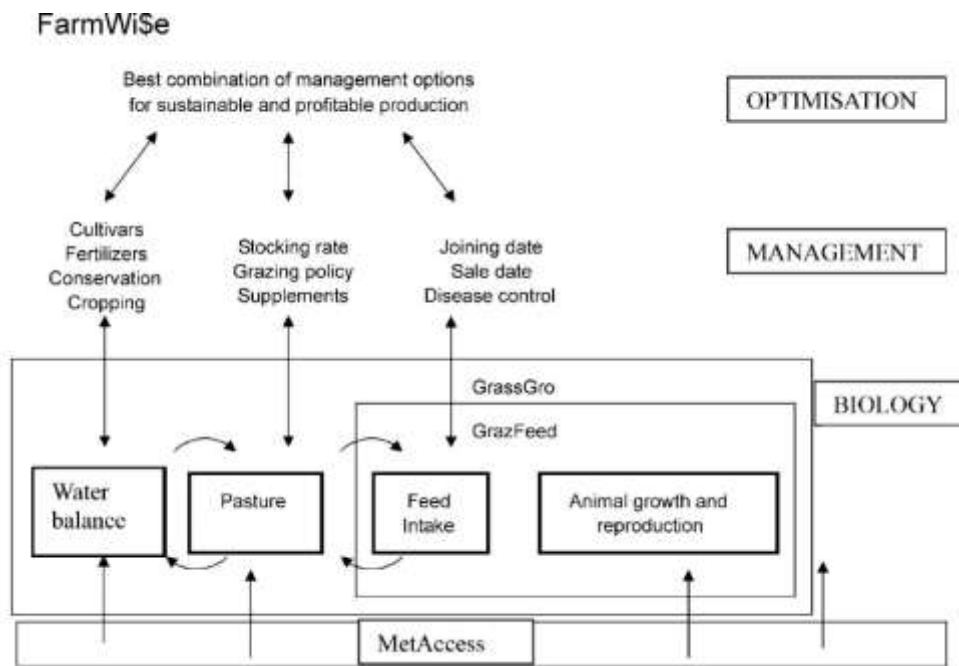 FarmWi$e
Best combination of management options
for sustainable and profitable production
OPTIMISATION
Cultivars
Fertilizers
Conservation
Cropping
Stocking rate
Grazing policy
Supplements
Joining date
Sale date
Disease control
MANAGEMENT
GrassGro
BIOLOGY
GrazFeed
Water
balance
Pasture
Feed
Intake
Animal growth and
reproduction
MetAccess